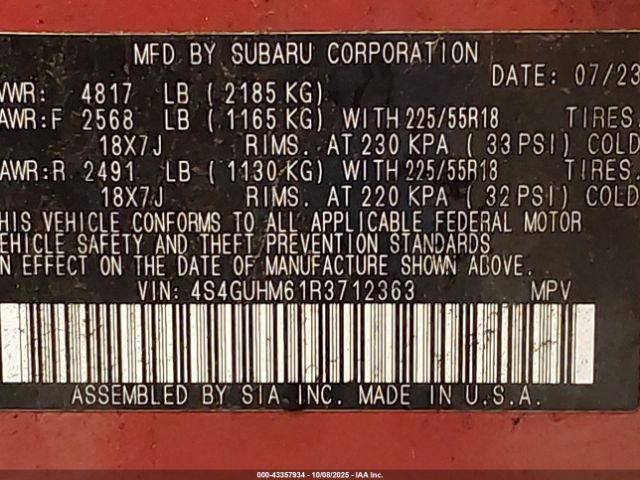 MFD BY SUBARU CORPORATION
DATE: 07/23
VWR: 4817 LB (2185 KG)
AWR:F 2568 LB (1165 KG) WITH 225/55R18 TIRES.
18X7J RIMS. AT 230 KPA (33 PSI) COLD
AWR:R 2491 LB (1130 KG) WITH 225/55R18 TIRES.
18X7J RIMS. AT 220 KPA (32 PSI) COLD
HIS VEHICLE CONFORMS TO ALL APPLICABLE FEDERAL MOTOR
EHICLE SAFETY AND THEFT PREVENTION STANDARDS
N EFFECT ON THE DATE OF MANUFACTURE SHOWN ABOVE.
VIN: 4S4GUHM61R3712363 MPV
ASSEMBLED BY SIA INC. MADE IN U.S.A.
000-43357934 - 10/08/2025 - IAA Inc.